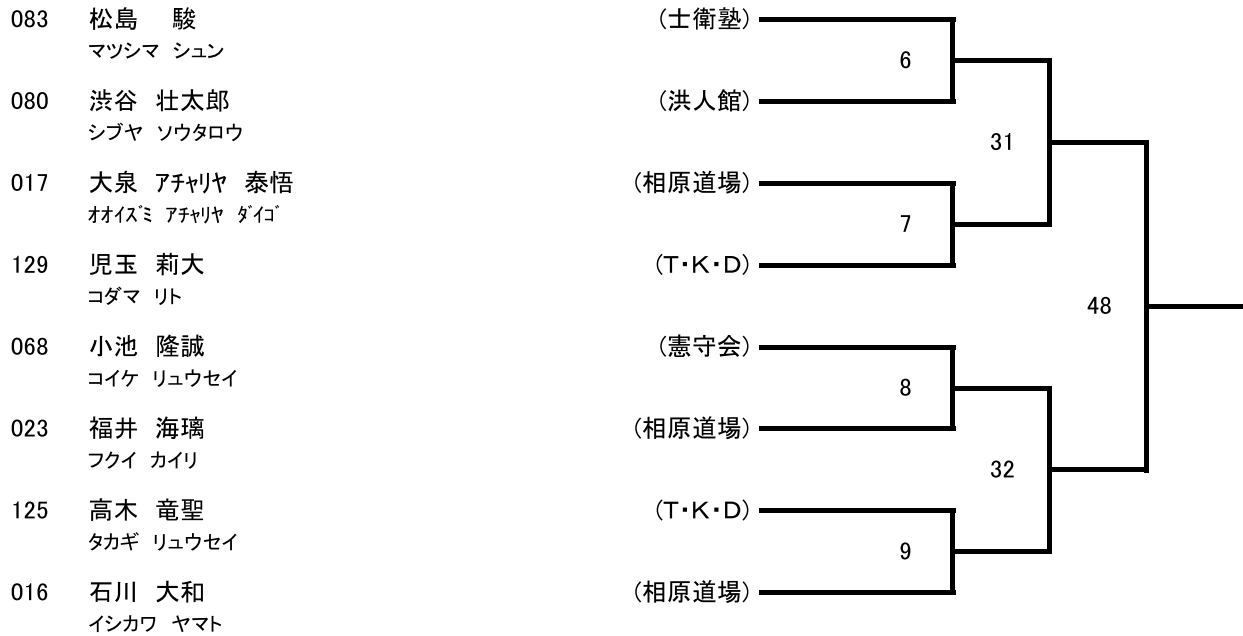 083 松島 駿 (士衛塾)
マツシマ シュン
6
080 渋谷 壮太郎 (洪人館)
シブヤ ソウタロウ
31
017 大泉 アチャリヤ 泰悟 (相原道場)
オオイズミ アチャリヤ ダイゴ
7
129 児玉 莉大 (T・K・D)
コダマ リト
48
068 小池 隆誠 (憲守会)
コイケ リュウセイ
8
023 福井 海璃 (相原道場)
フクイ カイリ
32
125 高木 竜聖 (T・K・D)
タカギ リュウセイ
9
016 石川 大和 (相原道場)
イシカワ ヤマト